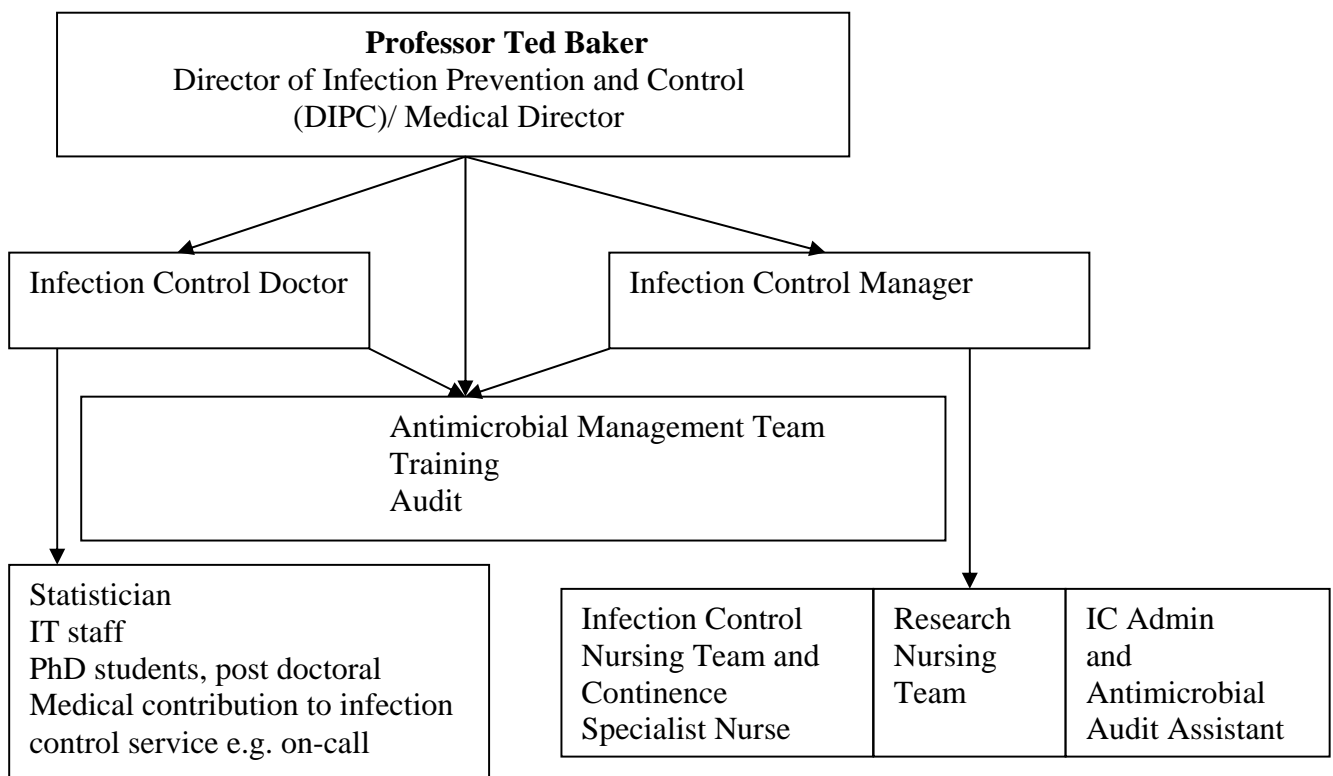 Professor Ted Baker
Director of Infection Prevention and Control
(DIPC)/ Medical Director
Infection Control Doctor
Infection Control Manager
Antimicrobial Management Team
Training
Audit
Statistician
IT staff
PhD students, post doctoral
Medical contribution to infection
control service e.g. on-call
Infection Control
Nursing Team and
Continence
Specialist Nurse
Research
Nursing
Team
IC Admin
and
Antimicrobial
Audit Assistant